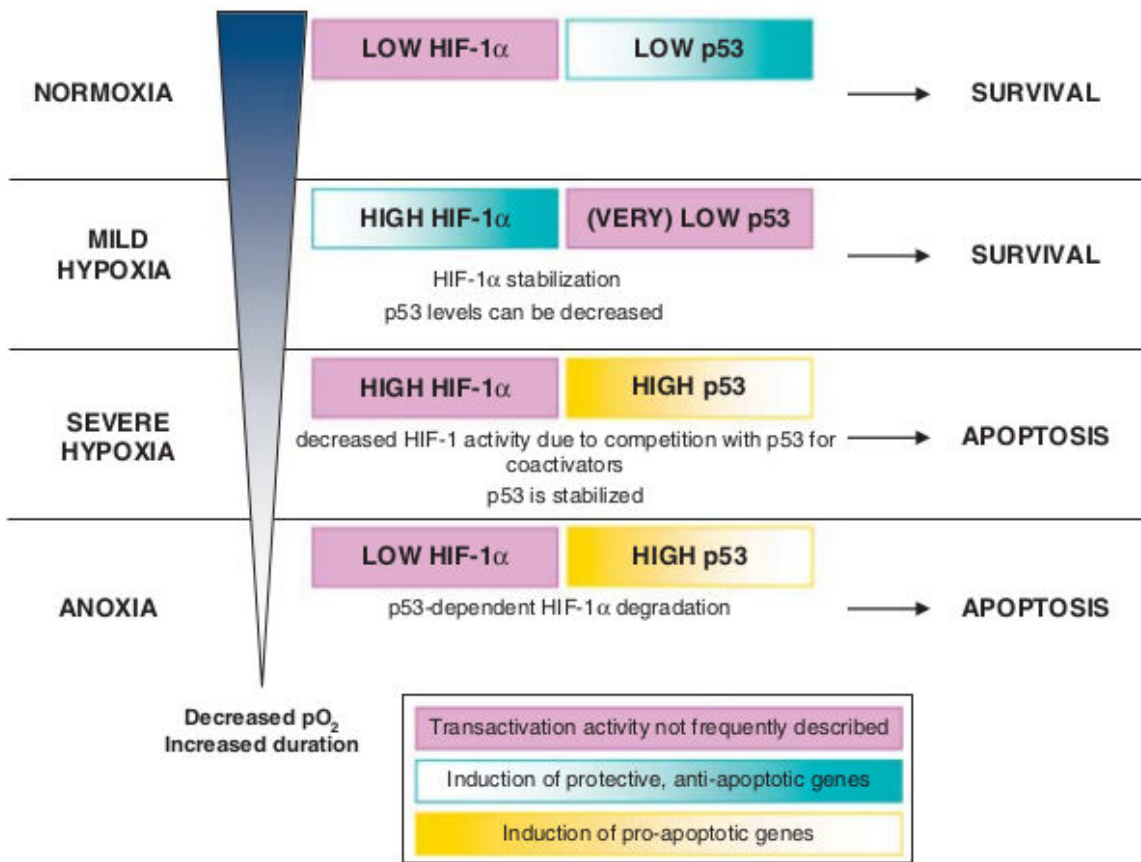 LOW HIF-1α
LOW p53
NORMOXIA
SURVIVAL
HIGH HIF-1α
(VERY) LOW p53
MILD
HYPOXIA
SURVIVAL
HIF-1α stabilization
p53 levels can be decreased
HIGH HIF-1α
HIGH p53
SEVERE
HYPOXIA
decreased HIF-1 activity due to competition with p53 for
coactivators
p53 is stabilized
APOPTOSIS
LOW HIF-1α
HIGH p53
ANOXIA
p53-dependent HIF-1α degradation
APOPTOSIS
Decreased pO₂
Increased duration
Transactivation activity not frequently described
Induction of protective, anti-apoptotic genes
Induction of pro-apoptotic genes